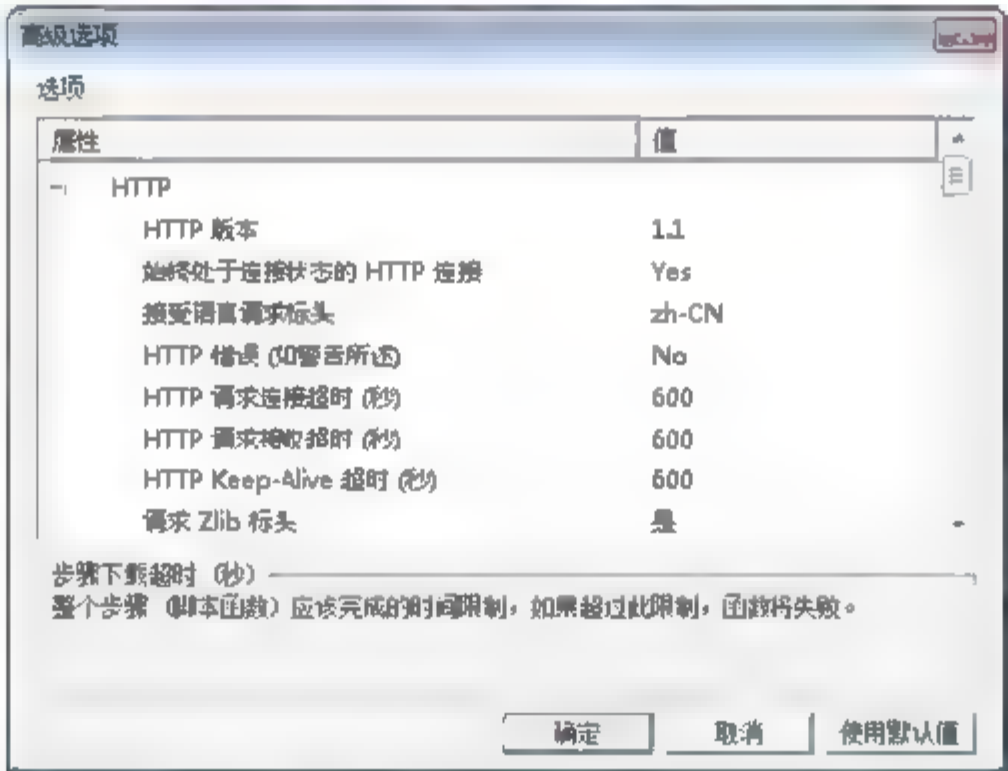 高级选项
选项
属性 值
HTTP
HTTP 版本 1.1
始终处于连接状态的 HTTP 连接 Yes
接受语言请求标头 zh-CN
HTTP 错误 (如警告所述) No
HTTP 请求连接超时 (秒) 600
HTTP 请求接收超时 (秒) 600
HTTP Keep-Alive 超时 (秒) 600
请求 Zlib 标头 是
步骤下载超时 (秒)
整个步骤 (脚本函数) 应该完成的时间限制,如果超过此限制,函数将失败。
确定 取消 使用默认值